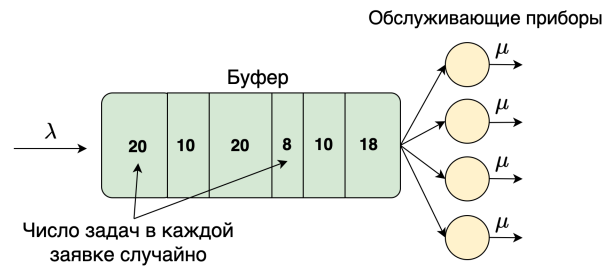 Обслуживающие приборы
Буфер
λ
20 10 20 8 10 18
μ
μ
μ
μ
Число задач в каждой
заявке случайно